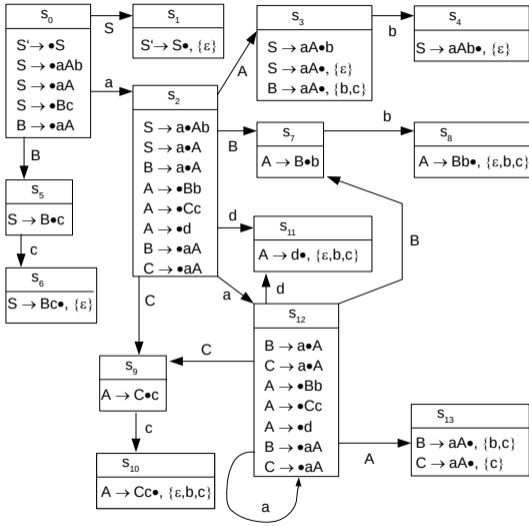 s0
S' → •S
S → •aAb
S → •aA
S → •Bc
B → •aA
S
s1
S' → S•, {ε}
a
s2
S → a•Ab
S → a•A
B → a•A
A → •Bb
A → •Cc
A → •d
B → •aA
C → •aA
A
s3
S → aA•b
S → aA•, {ε}
B → aA•, {b,c}
b
s4
S → aAb•, {ε}
B
s5
S → B•c
c
s6
S → Bc•, {ε}
B
s7
A → B•b
b
s8
A → Bb•, {ε,b,c}
d
s11
A → d•, {ε,b,c}
d
a
B
C
s9
A → C•c
C
c
s10
A → Cc•, {ε,b,c}
s12
B → a•A
C → a•A
A → •Bb
A → •Cc
A → •d
B → •aA
C → •aA
a
A
s13
B → aA•, {b,c}
C → aA•, {c}